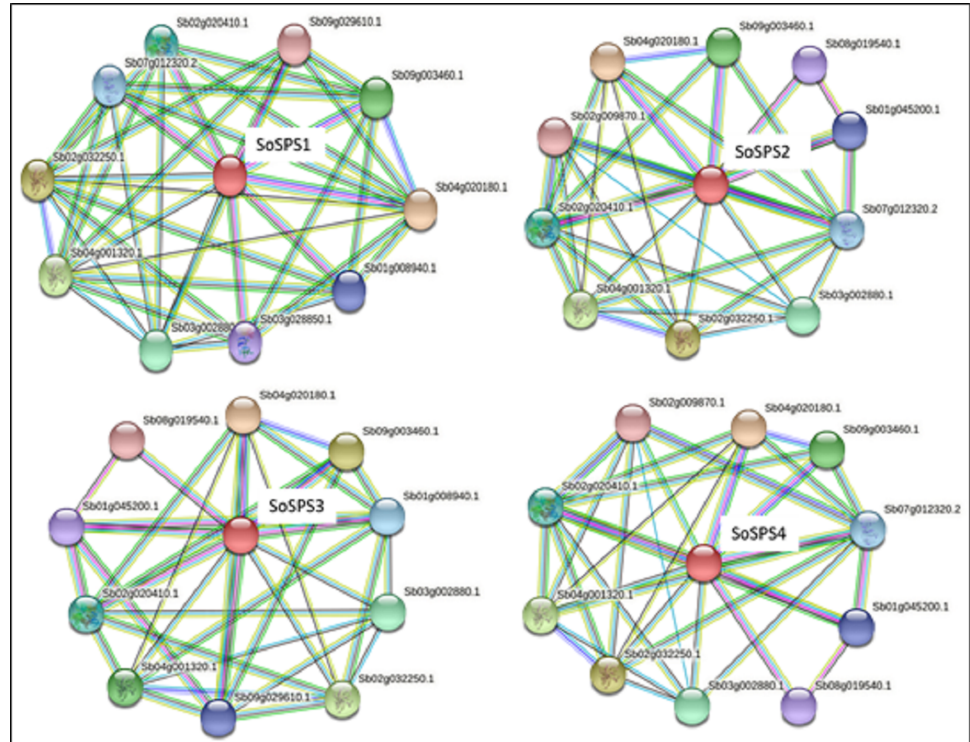 Sb02g020410.1
Sb09g029610.1
Sb07g012320.2
Sb09g003460.1
SoSPS1
Sb02g032250.1
Sb04g020180.1
Sb04g001320.1
Sb01g008940.1
Sb03g002880
Sb03g028850.1
Sb09g003460.1
Sb04g020180.1
Sb08g019540.1
Sb02g009870.1
Sb01g045200.1
SoSPS2
Sb02g020410.1
Sb07g012320.2
Sb04g001320.1
Sb03g002880.1
Sb02g032250.1
Sb04g020180.1
Sb08g019540.1
Sb09g003460.1
Sb01g045200.1
SoSPS3
Sb01g008940.1
Sb02g020410.1
Sb03g002880.1
Sb04g001320.1
Sb02g032250.1
Sb09g029610.1
Sb02g009870.1
Sb04g020180.1
Sb09g003460.1
Sb02g020410.1
Sb07g012320.2
SoSPS4
Sb04g001320.1
Sb01g045200.1
Sb02g032250.1
Sb03g002880.1
Sb08g019540.1